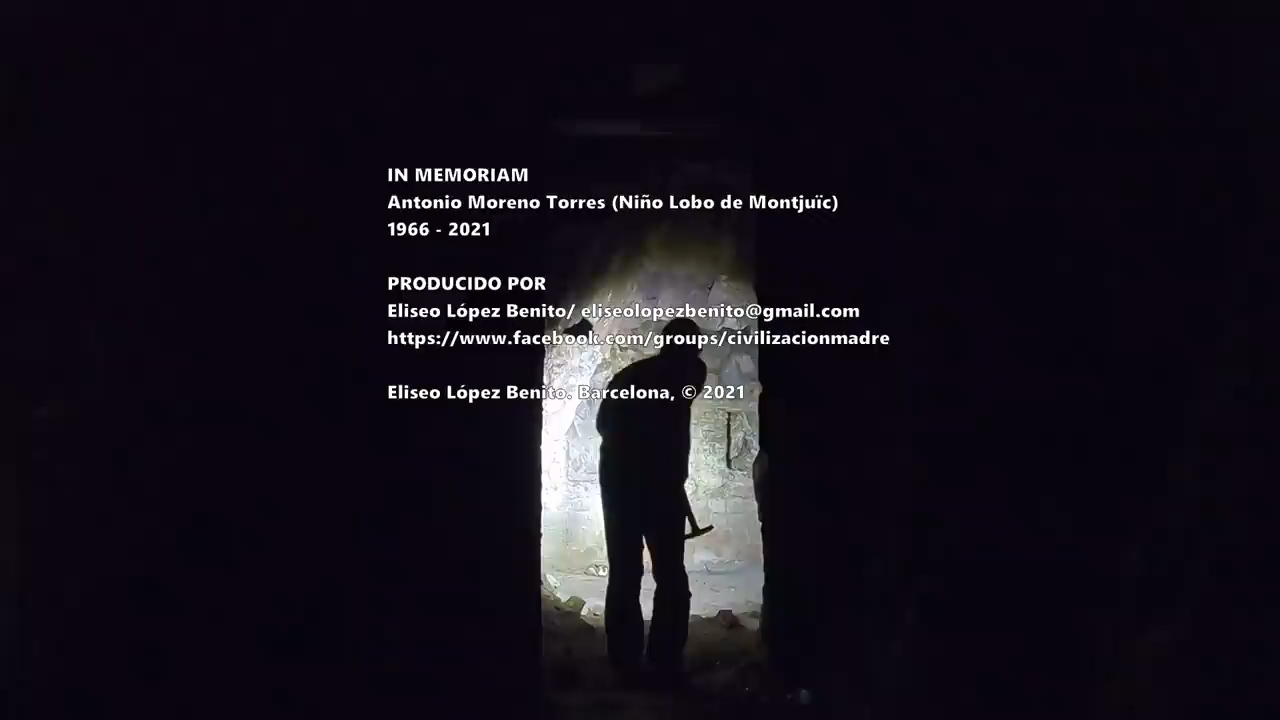 IN MEMORIAM
Antonio Moreno Torres (Niño Lobo de Montjuïc)
1966 - 2021
PRODUCIDO POR
Eliseo López Benito/ eliseolopezbenito@gmail.com
https://www.facebook.com/groups/civilizacionmadre
Eliseo López Benito. Barcelona, © 2021